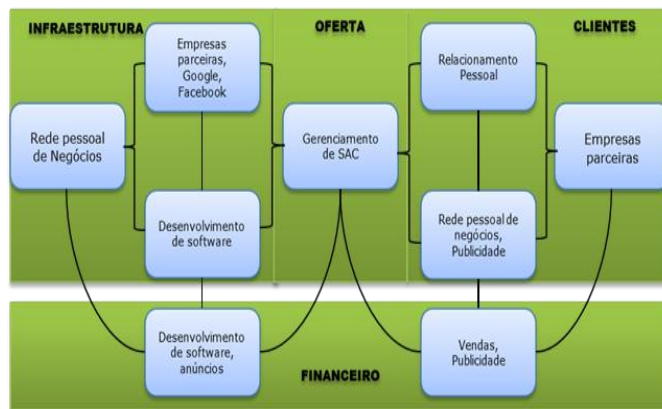 INFRAESTRUTURA
OFERTA
CLIENTES
Empresas
parceiras,
Google,
Facebook
Relacionamento
Pessoal
Rede pessoal
de Negócios
Gerenciamento
de SAC
Empresas
parceiras
Desenvolvimento
de software
Rede pessoal de
negócios,
Publicidade
Desenvolvimento
de software,
anúncios
Vendas,
Publicidade
FINANCEIRO